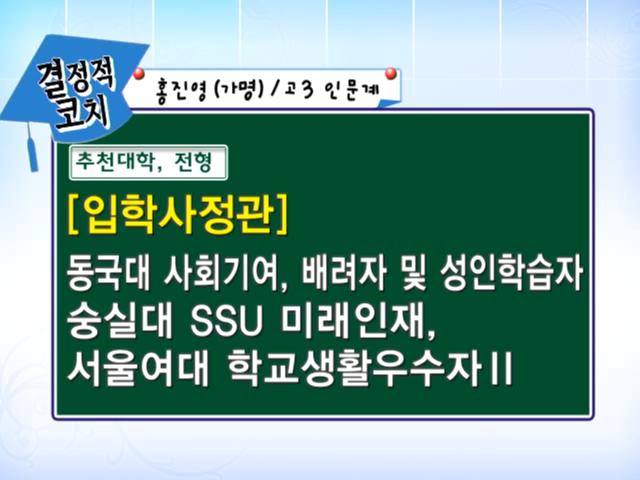 결정적
코치
홍진영 (가명) / 고3 인문계
추천대학, 전형
[입학사정관]
동국대 사회기여, 배려자 및 성인학습자
숭실대 SSU 미래인재,
서울여대 학교생활우수자Ⅱ